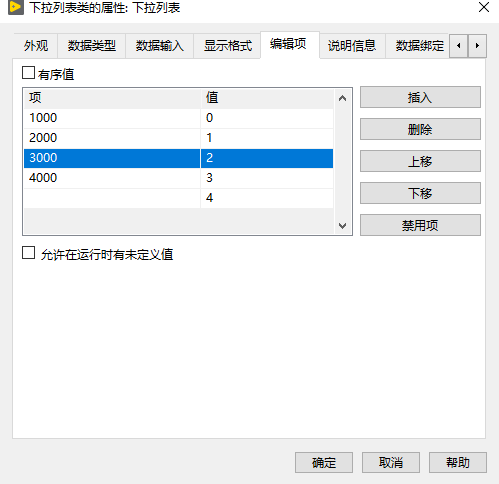 下拉列表类的属性: 下拉列表
外观 数据类型 数据输入 显示格式 编辑项 说明信息 数据绑定
有序值
项 值
1000 0
2000 1
3000 2
4000 3
4
插入
删除
上移
下移
禁用项
允许在运行时有未定义值
确定 取消 帮助